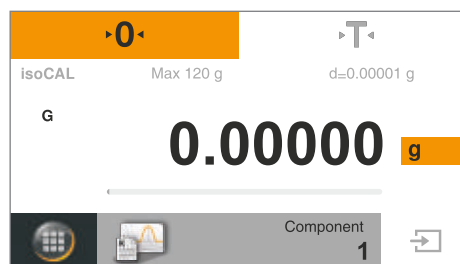 0 T
isoCAL Max 120 g d=0.00001 g
G
0.00000 g
Component
1